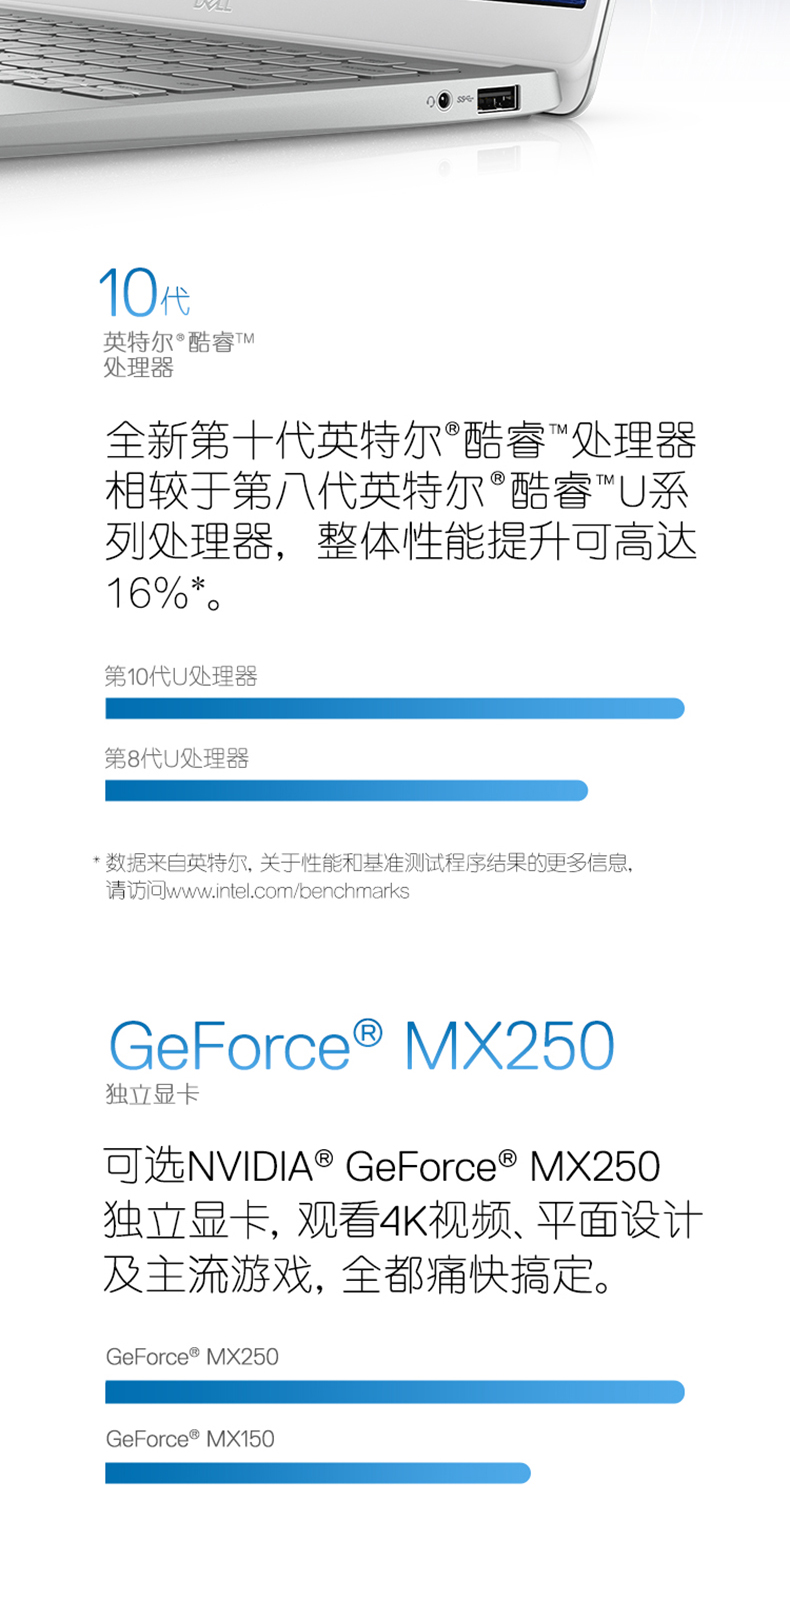 DELL
SS
10代
英特尔®酷睿™
处理器
全新第十代英特尔®酷睿™处理器
相较于第八代英特尔®酷睿™U系
列处理器，整体性能提升可高达
16%*。
第10代U处理器
第8代U处理器
* 数据来自英特尔, 关于性能和基准测试程序结果的更多信息,
请访问www.intel.com/benchmarks
GeForce® MX250
独立显卡
可选NVIDIA® GeForce® MX250
独立显卡, 观看4K视频、平面设计
及主流游戏, 全都痛快搞定。
GeForce® MX250
GeForce® MX150